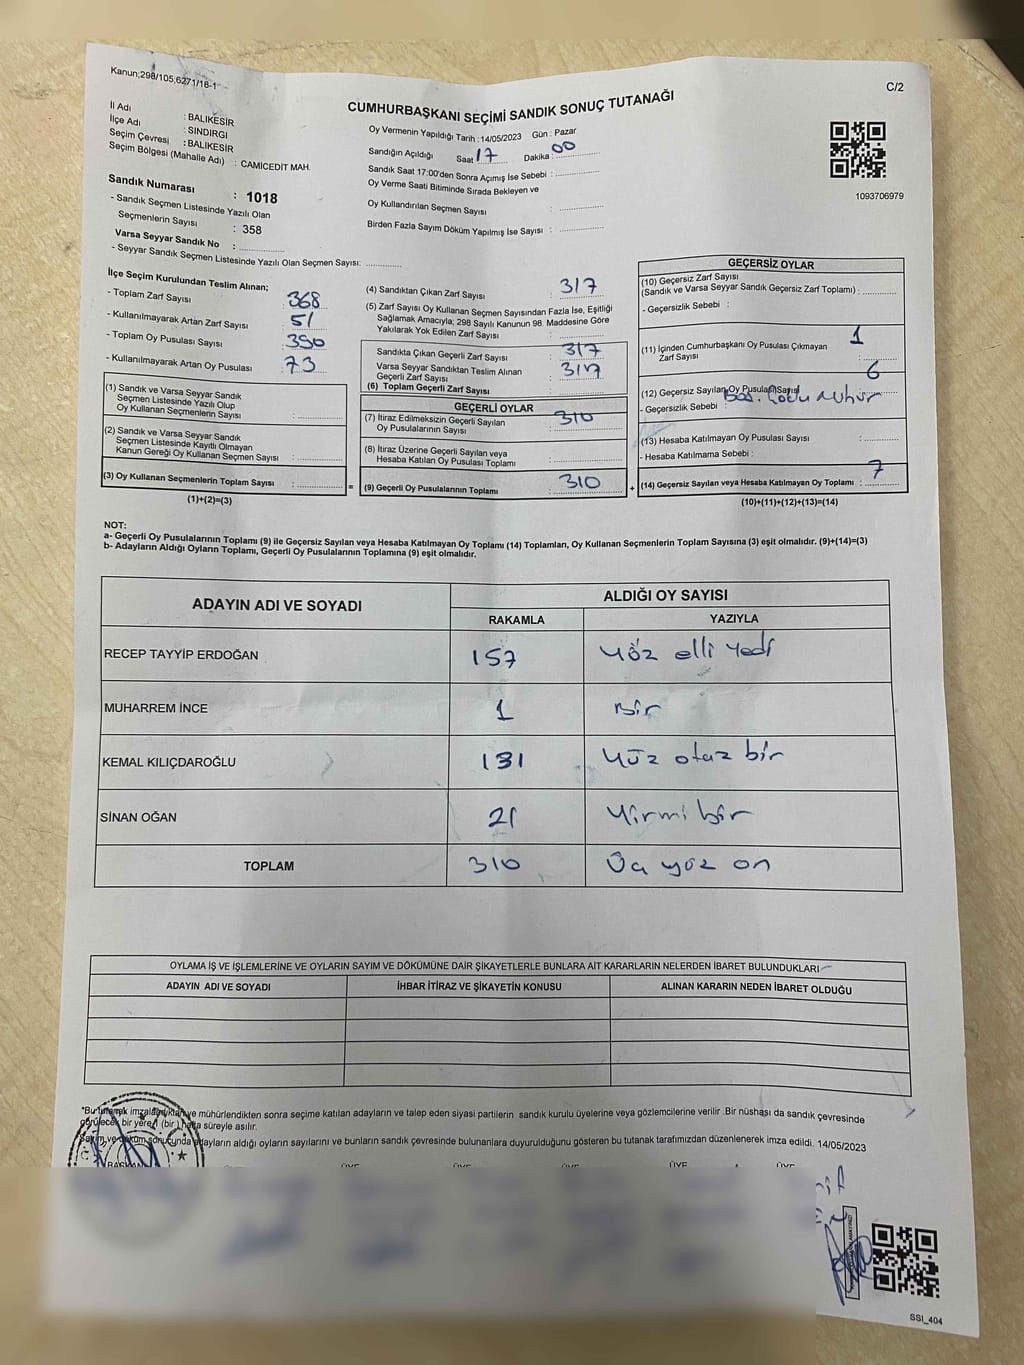 Kanun;298/105,6271/18-1
C/2
CUMHURBAŞKANI SEÇİMİ SANDIK SONUÇ TUTANAĞI
İl Adı : BALIKESİR
İlçe Adı : SINDIRGI
Seçim Çevresi : BALIKESİR
Seçim Bölgesi (Mahalle Adı) : CAMİCEDİT MAH.
Sandık Numarası : 1018
- Sandık Seçmen Listesinde Yazılı Olan
Seçmenlerin Sayısı : 358
Varsa Seyyar Sandık No :
- Seyyar Sandık Seçmen Listesinde Yazılı Olan Seçmen Sayısı:
Oy Vermenin Yapıldığı Tarih : 14/05/2023 Gün : Pazar
Sandığın Açıldığı Saat 17 Dakika : 00
Sandık Saat 17:00'den Sonra Açımış İse Sebebi :
Oy Verme Saati Bitiminde Sırada Bekleyen ve
Oy Kullandırılan Seçmen Sayısı :
Birden Fazla Sayım Döküm Yapılmış İse Sayısı :
1093706979
İlçe Seçim Kurulundan Teslim Alınan;
- Toplam Zarf Sayısı : 368
- Kullanılmayarak Artan Zarf Sayısı : 51
- Toplam Oy Pusulası Sayısı : 390
- Kullanılmayarak Artan Oy Pusulası : 73
(1) Sandık ve Varsa Seyyar Sandık
Seçmen Listesinde Yazılı Olup
Oy Kullanan Seçmenlerin Sayısı :
(2) Sandık ve Varsa Seyyar Sandık
Seçmen Listesinde Kayıtlı Olmayan
Kanun Gereği Oy Kullanan Seçmen Sayısı :
(3) Oy Kullanan Seçmenlerin Toplam Sayısı : =
(1)+(2)=(3)
(4) Sandıktan Çıkan Zarf Sayısı : 317
(5) Zarf Sayısı Oy Kullanan Seçmen Sayısından Fazla İse, Eşitliği
Sağlamak Amacıyla; 298 Sayılı Kanunun 98. Maddesine Göre
Yakılarak Yok Edilen Zarf Sayısı :
Sandıkta Çıkan Geçerli Zarf Sayısı : 317
Varsa Seyyar Sandıktan Teslim Alınan
Geçerli Zarf Sayısı : 317
(6) Toplam Geçerli Zarf Sayısı :
GEÇERLİ OYLAR
(7) İtiraz Edilmeksizin Geçerli Sayılan
Oy Pusulalarının Sayısı : 310
(8) İtiraz Üzerine Geçerli Sayılan veya
Hesaba Katılan Oy Pusulası Toplamı :
(9) Geçerli Oy Pusulalarının Toplamı : 310 +
GEÇERSİZ OYLAR
(10) Geçersiz Zarf Sayısı
(Sandık ve Varsa Seyyar Sandık Geçersiz Zarf Toplamı) :
- Geçersizlik Sebebi :
(11) İçinden Cumhurbaşkanı Oy Pusulası Çıkmayan
Zarf Sayısı : 1
(12) Geçersiz Sayılan Oy Pusulası Sayısı 6
- Geçersizlik Sebebi : mühür
(13) Hesaba Katılmayan Oy Pusulası Sayısı :
- Hesaba Katılmama Sebebi :
(14) Geçersiz Sayılan veya Hesaba Katılmayan Oy Toplamı : 7
(10)+(11)+(12)+(13)=(14)
NOT:
a- Geçerli Oy Pusulalarının Toplamı (9) ile Geçersiz Sayılan veya Hesaba Katılmayan Oy Toplamı (14) Toplamları, Oy Kullanan Seçmenlerin Toplam Sayısına (3) eşit olmalıdır. (9)+(14)=(3)
b- Adayların Aldığı Oyların Toplamı, Geçerli Oy Pusulalarının Toplamına (9) eşit olmalıdır.
ADAYIN ADI VE SOYADI ALDIĞI OY SAYISI
RAKAMLA YAZIYLA
RECEP TAYYİP ERDOĞAN 157 yüz elli yedi
MUHARREM İNCE 1 Bir
KEMAL KILIÇDAROĞLU 131 yüz otuz bir
SİNAN OĞAN 21 yirmi bir
TOPLAM 310 Üç yüz on
OYLAMA İŞ VE İŞLEMLERİNE VE OYLARIN SAYIM VE DÖKÜMÜNE DAİR ŞİKAYETLERLE BUNLARA AİT KARARLARIN NELERDEN İBARET BULUNDUKLARI
ADAYIN ADI VE SOYADI İHBAR İTİRAZ VE ŞİKAYETİN KONUSU ALINAN KARARIN NEDEN İBARET OLDUĞU
*Bu tutanak imzalandıktan ve mühürlendikten sonra seçime katılan adayların ve talep eden siyasi partilerin sandık kurulu üyelerine veya gözlemcilerine verilir .Bir nüshası da sandık çevresinde
görülecek bir yere (bir) hafta süreyle asılır.
Sayım ve döküm sonucunda adayların aldığı oyların sayılarını ve bunların sandık çevresinde bulunanlara duyurulduğunu gösteren bu tutanak tarafımızdan düzenlenerek imza edildi. 14/05/2023
BAŞKAN ÜYE ÜYE ÜYE ÜYE ÜYE
SSI_404